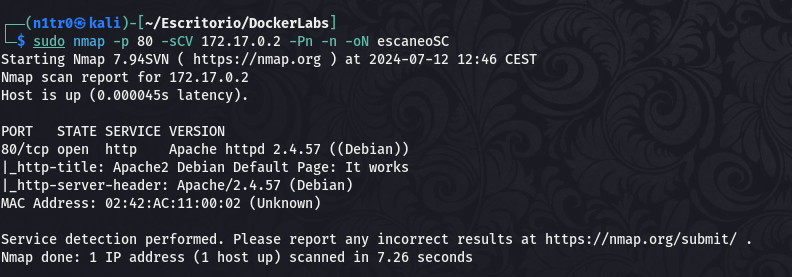 ┌──(n1tr0㉿kali)-[~/Escritorio/DockerLabs]
└─$ sudo nmap -p 80 -sCV 172.17.0.2 -Pn -n -oN escaneoSC
Starting Nmap 7.94SVN ( https://nmap.org ) at 2024-07-12 12:46 CEST
Nmap scan report for 172.17.0.2
Host is up (0.000045s latency).

PORT   STATE SERVICE VERSION
80/tcp open  http    Apache httpd 2.4.57 ((Debian))
|_http-title: Apache2 Debian Default Page: It works
|_http-server-header: Apache/2.4.57 (Debian)
MAC Address: 02:42:AC:11:00:02 (Unknown)

Service detection performed. Please report any incorrect results at https://nmap.org/submit/ .
Nmap done: 1 IP address (1 host up) scanned in 7.26 seconds